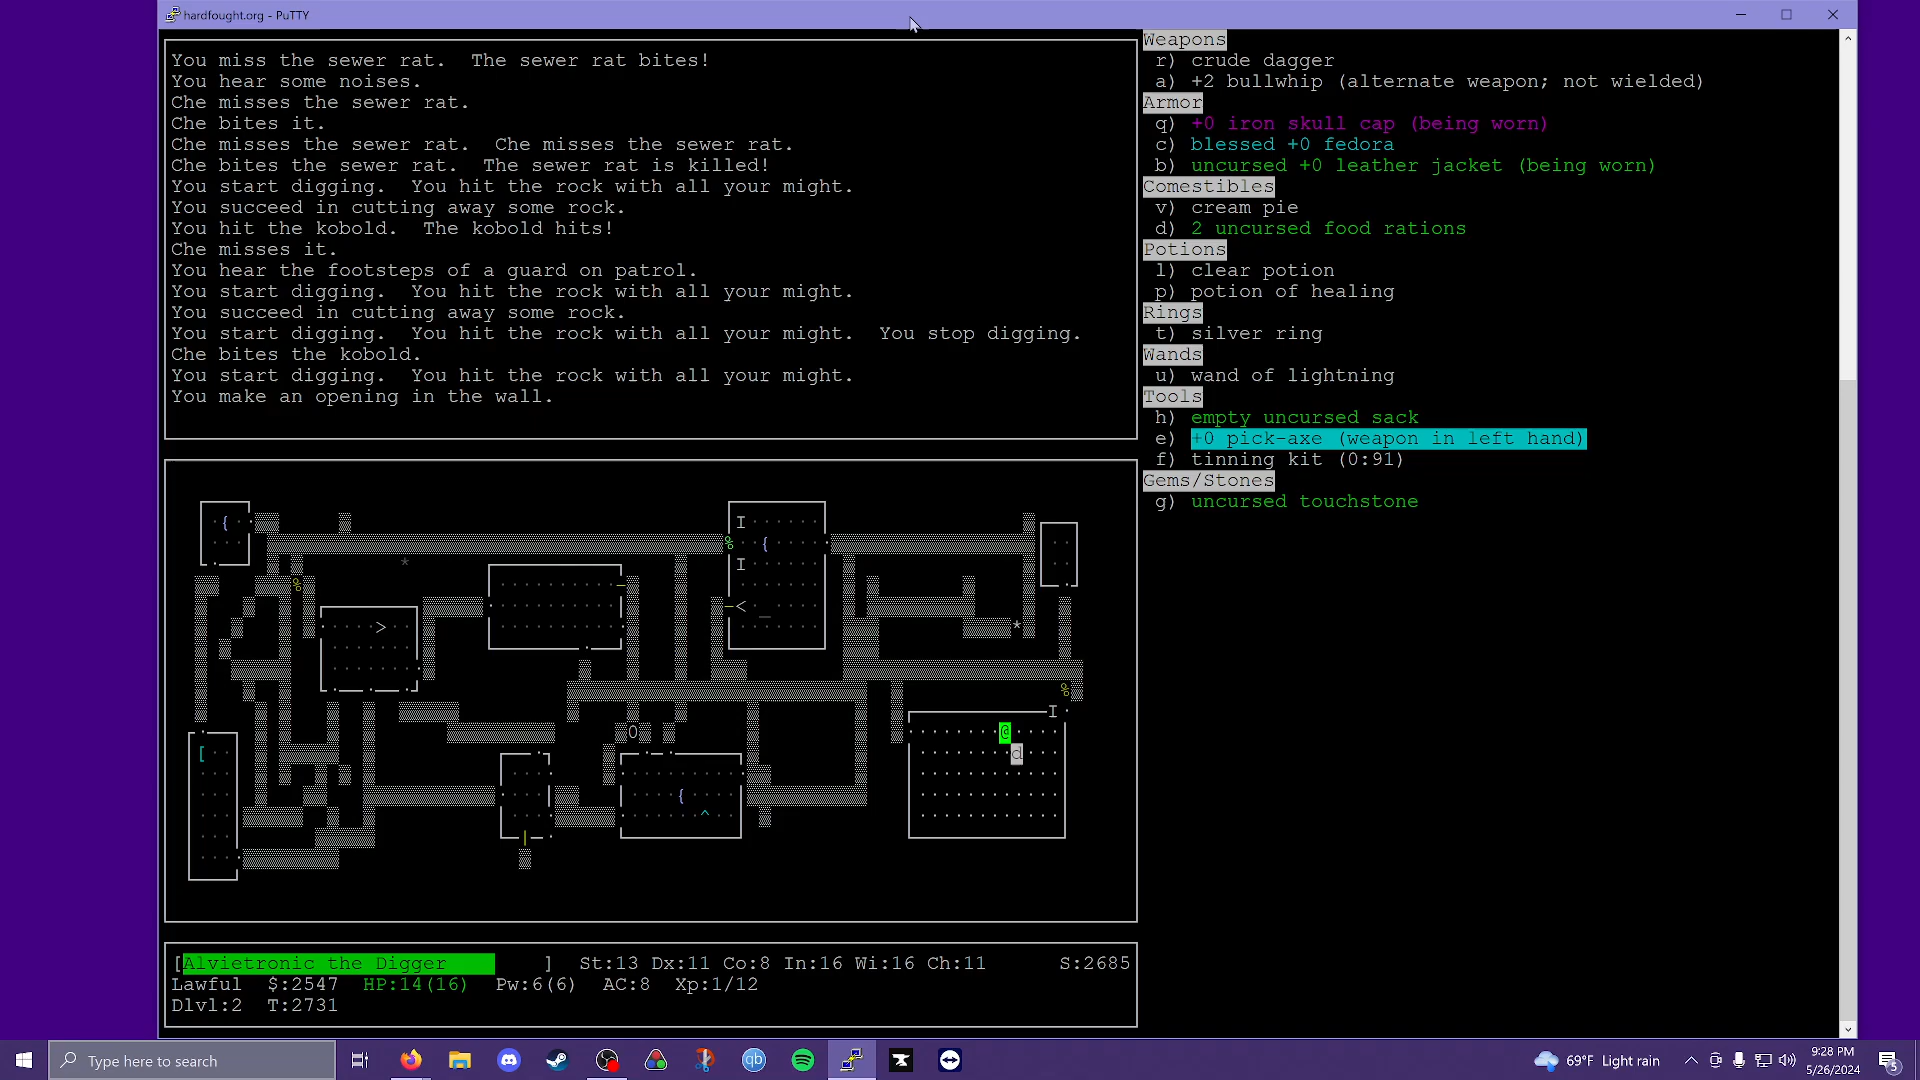 hardfought.org - PuTTY
You miss the sewer rat.  The sewer rat bites!
You hear some noises.
Che misses the sewer rat.
Che bites it.
Che misses the sewer rat.  Che misses the sewer rat.
Che bites the sewer rat.  The sewer rat is killed!
You start digging.  You hit the rock with all your might.
You succeed in cutting away some rock.
You hit the kobold.  The kobold hits!
Che misses it.
You hear the footsteps of a guard on patrol.
You start digging.  You hit the rock with all your might.
You succeed in cutting away some rock.
You start digging.  You hit the rock with all your might.  You stop digging.
Che bites the kobold.
You start digging.  You hit the rock with all your might.
You make an opening in the wall.
Weapons
r) crude dagger
a) +2 bullwhip (alternate weapon; not wielded)
Armor
q) +0 iron skull cap (being worn)
c) blessed +0 fedora
b) uncursed +0 leather jacket (being worn)
Comestibles
v) cream pie
d) 2 uncursed food rations
Potions
l) clear potion
p) potion of healing
Rings
t) silver ring
Wands
u) wand of lightning
Tools
h) empty uncursed sack
e) +0 pick-axe (weapon in left hand)
f) tinning kit (0:91)
Gems/Stones
g) uncursed touchstone
[Alvietronic the Digger ] St:13 Dx:11 Co:8 In:16 Wi:16 Ch:11 S:2685
Lawful $:2547 HP:14(16) Pw:6(6) AC:8 Xp:1/12
Dlvl:2 T:2731
Type here to search
69°F Light rain
9:28 PM
5/26/2024
5